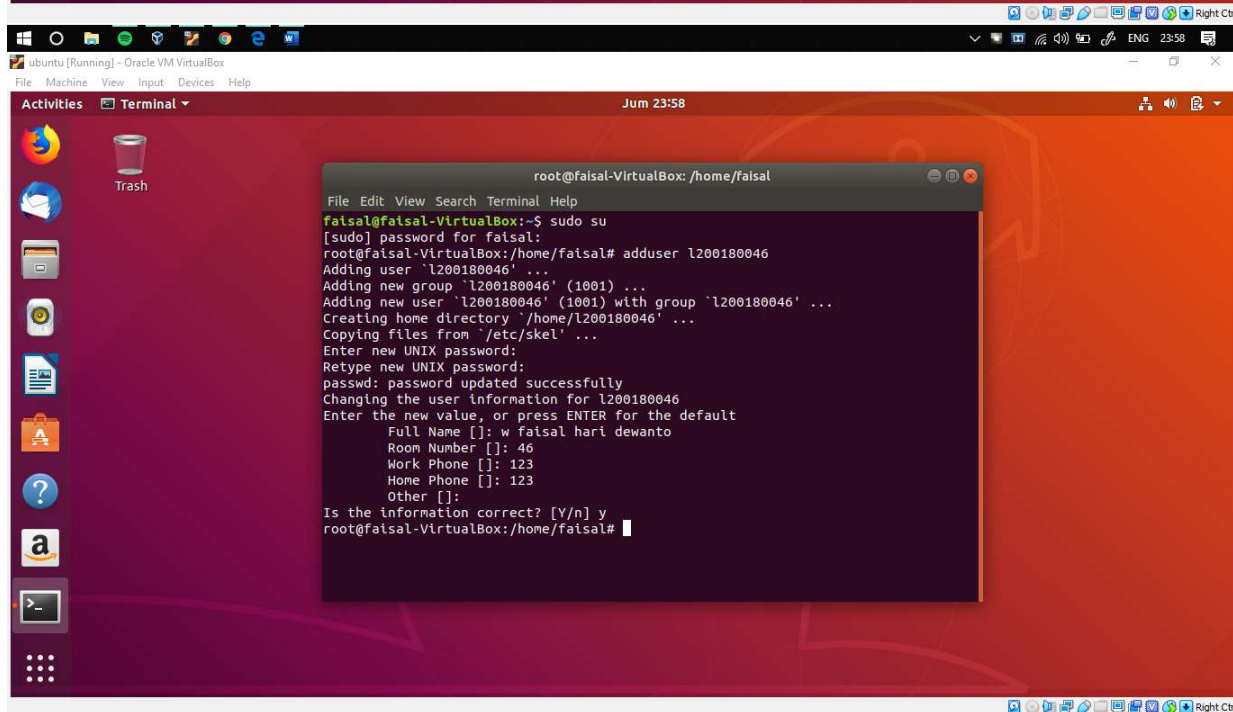 Right Ct
ENG 23:58
ubuntu [Running] - Oracle VM VirtualBox
File Machine View Input Devices Help
Activities Terminal Jum 23:58
Trash
root@faisal-VirtualBox: /home/faisal
File Edit View Search Terminal Help
faisal@faisal-VirtualBox:~$ sudo su
[sudo] password for faisal:
root@faisal-VirtualBox:/home/faisal# adduser l200180046
Adding user `l200180046' ...
Adding new group `l200180046' (1001) ...
Adding new user `l200180046' (1001) with group `l200180046' ...
Creating home directory `/home/l200180046' ...
Copying files from `/etc/skel' ...
Enter new UNIX password:
Retype new UNIX password:
passwd: password updated successfully
Changing the user information for l200180046
Enter the new value, or press ENTER for the default
Full Name []: w faisal hari dewanto
Room Number []: 46
Work Phone []: 123
Home Phone []: 123
Other []:
Is the information correct? [Y/n] y
root@faisal-VirtualBox:/home/faisal#
Right Ct